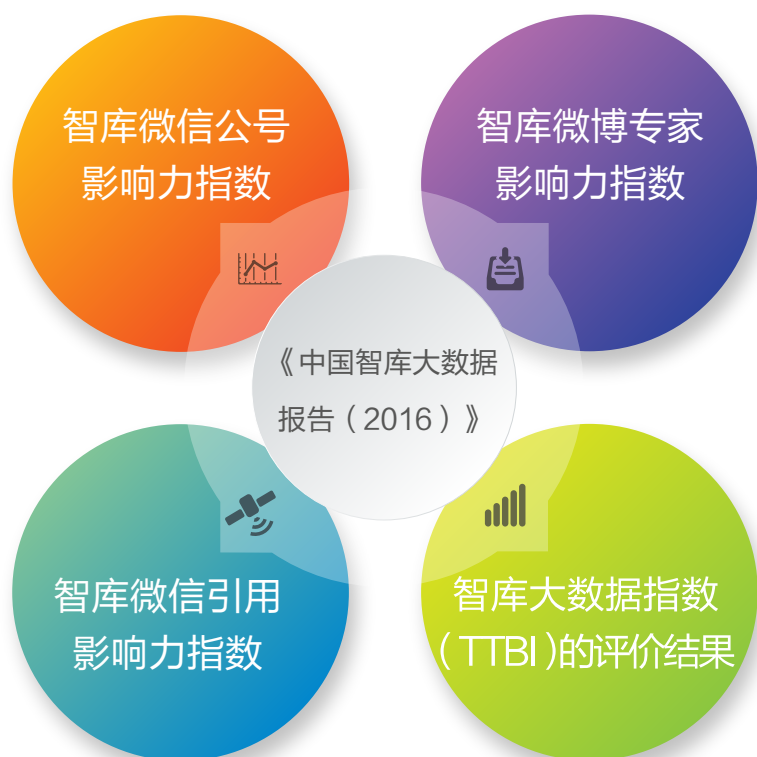 智库微信公号
影响力指数
智库微博专家
影响力指数
《中国智库大数据
报告（2016）》
智库微信引用
影响力指数
智库大数据指数
（TTBI）的评价结果